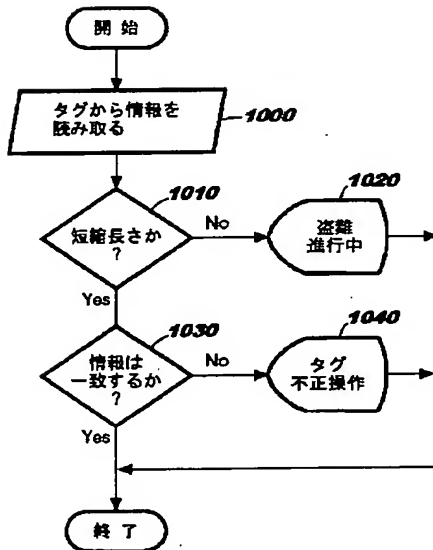 開始
タグから情報を
読み取る
1000
1010
短縮長さか
?
No
1020
盗難
進行中
Yes
1030
情報は
一致するか
?
No
1040
タグ
不正操作
Yes
終了